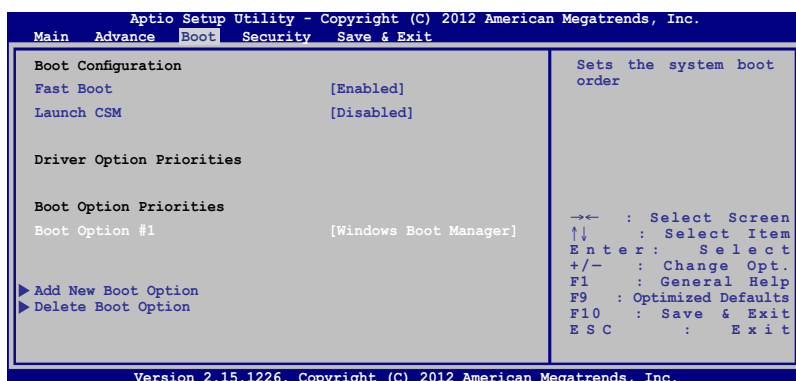 Aptio Setup Utility - Copyright (C) 2012 American Megatrends, Inc.
Main Advance Boot Security Save & Exit
Boot Configuration
Fast Boot [Enabled]
Launch CSM [Disabled]
Driver Option Priorities
Boot Option Priorities
Boot Option #1 [Windows Boot Manager]
Add New Boot Option
Delete Boot Option
Sets the system boot
order
→← : Select Screen
↑↓ : Select Item
Enter: Select
+/— : Change Opt.
F1 : General Help
F9 : Optimized Defaults
F10 : Save & Exit
ESC : Exit
Version 2.15.1226. Copyright (C) 2012 American Megatrends, Inc.